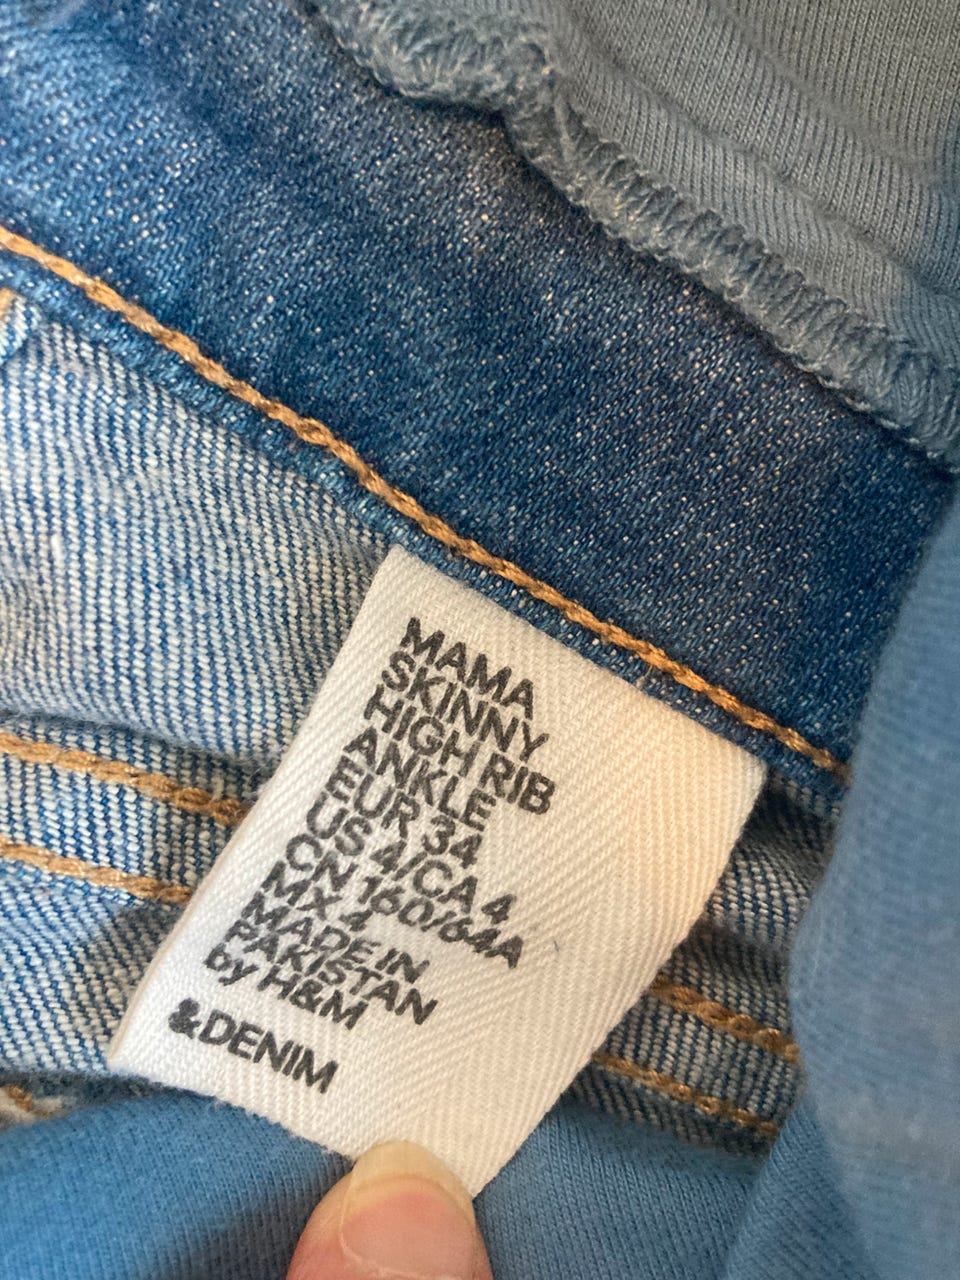 MAMA
SKINNY
HIGH RIB
ANKLE
EUR 34
US 4/CA 4
CN 160/64A
MX 4
MADE IN
PAKISTAN
by H&M
&DENIM